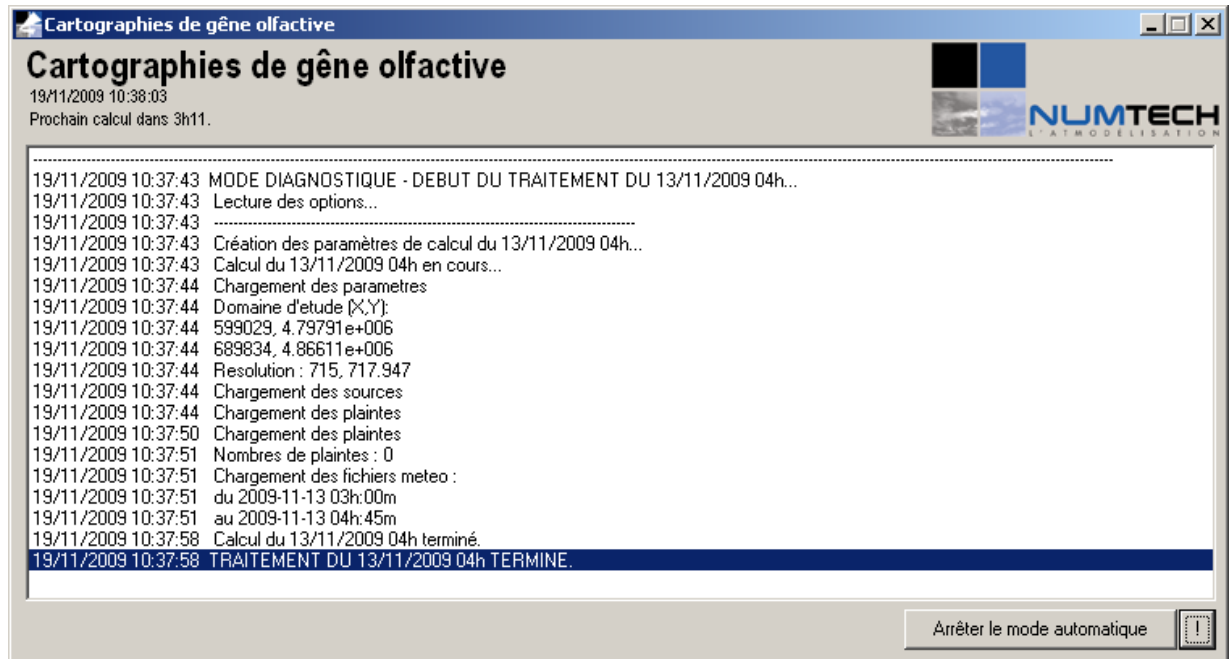 Cartographies de gêne olfactive
Cartographies de gêne olfactive
19/11/2009 10:38:03
Prochain calcul dans 3h11.
NUMTECH
L'ATMODÉLISATION
19/11/2009 10:37:43 MODE DIAGNOSTIQUE - DEBUT DU TRAITEMENT DU 13/11/2009 04h...
19/11/2009 10:37:43 Lecture des options...
19/11/2009 10:37:43 ------------------------------------------------------------
19/11/2009 10:37:43 Création des paramètres de calcul du 13/11/2009 04h...
19/11/2009 10:37:43 Calcul du 13/11/2009 04h en cours...
19/11/2009 10:37:44 Chargement des parametres
19/11/2009 10:37:44 Domaine d'etude (X,Y):
19/11/2009 10:37:44 599029, 4.79791e+006
19/11/2009 10:37:44 689834, 4.86611e+006
19/11/2009 10:37:44 Resolution : 715, 717.947
19/11/2009 10:37:44 Chargement des sources
19/11/2009 10:37:44 Chargement des plaintes
19/11/2009 10:37:50 Chargement des plaintes
19/11/2009 10:37:51 Nombres de plaintes : 0
19/11/2009 10:37:51 Chargement des fichiers meteo :
19/11/2009 10:37:51 du 2009-11-13 03h:00m
19/11/2009 10:37:51 au 2009-11-13 04h:45m
19/11/2009 10:37:58 Calcul du 13/11/2009 04h terminé.
19/11/2009 10:37:58 TRAITEMENT DU 13/11/2009 04h TERMINE.
Arrêter le mode automatique
!